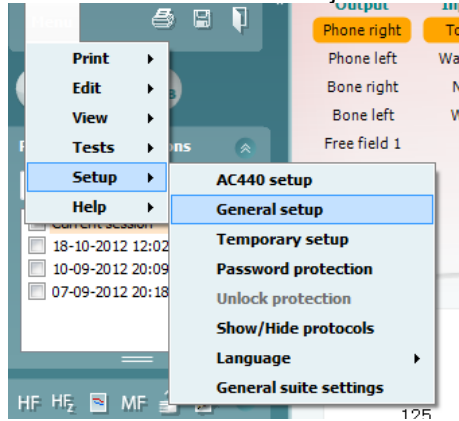 Output
Phone right
Phone left
Bone right
Bone left
Free field 1
Print
Edit
View
Tests
Setup
Help
AC440 setup
General setup
Temporary setup
Password protection
Unlock protection
Show/Hide protocols
Language
General suite settings
Current session
18-10-2012 12:02
10-09-2012 20:09
07-09-2012 20:18
HF HFz MF
125